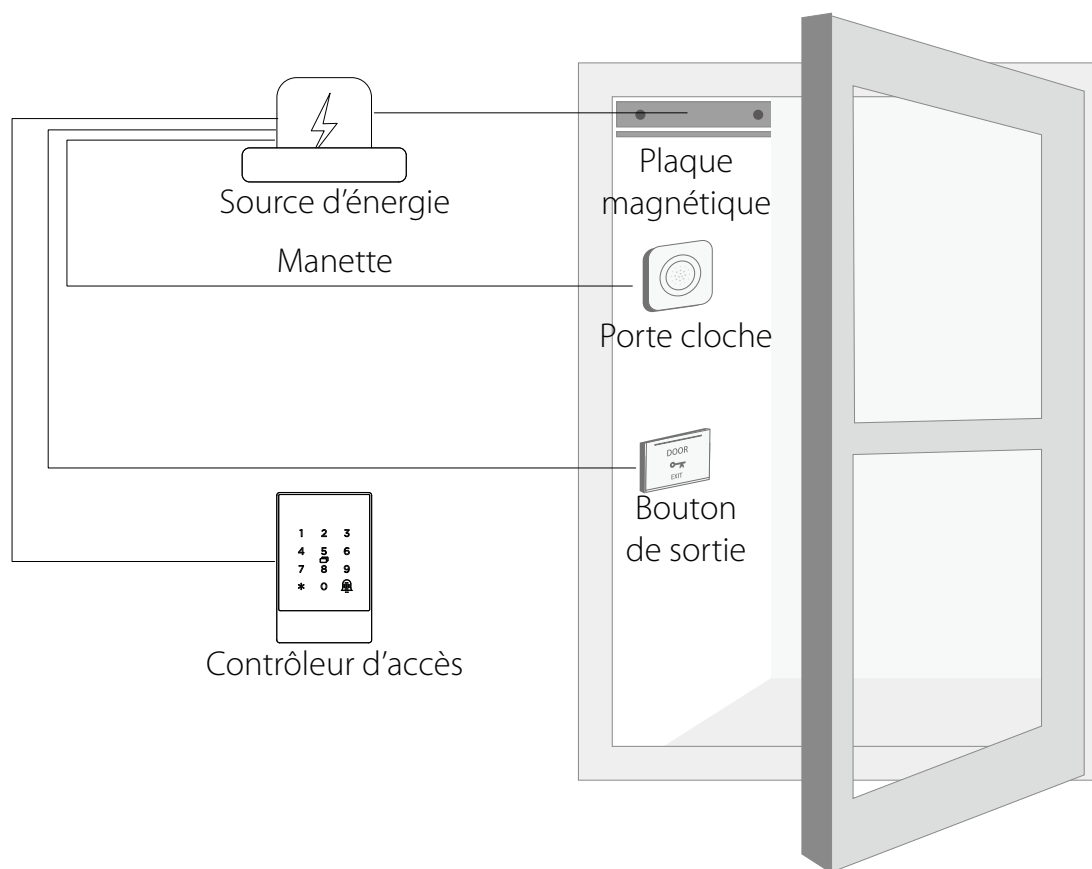 Source d’énergie
Manette
Plaque
magnétique
Porte cloche
DOOR
EXIT
Bouton
de sortie
1 2 3
4 5 6
7 8 9
* 0
Contrôleur d’accès